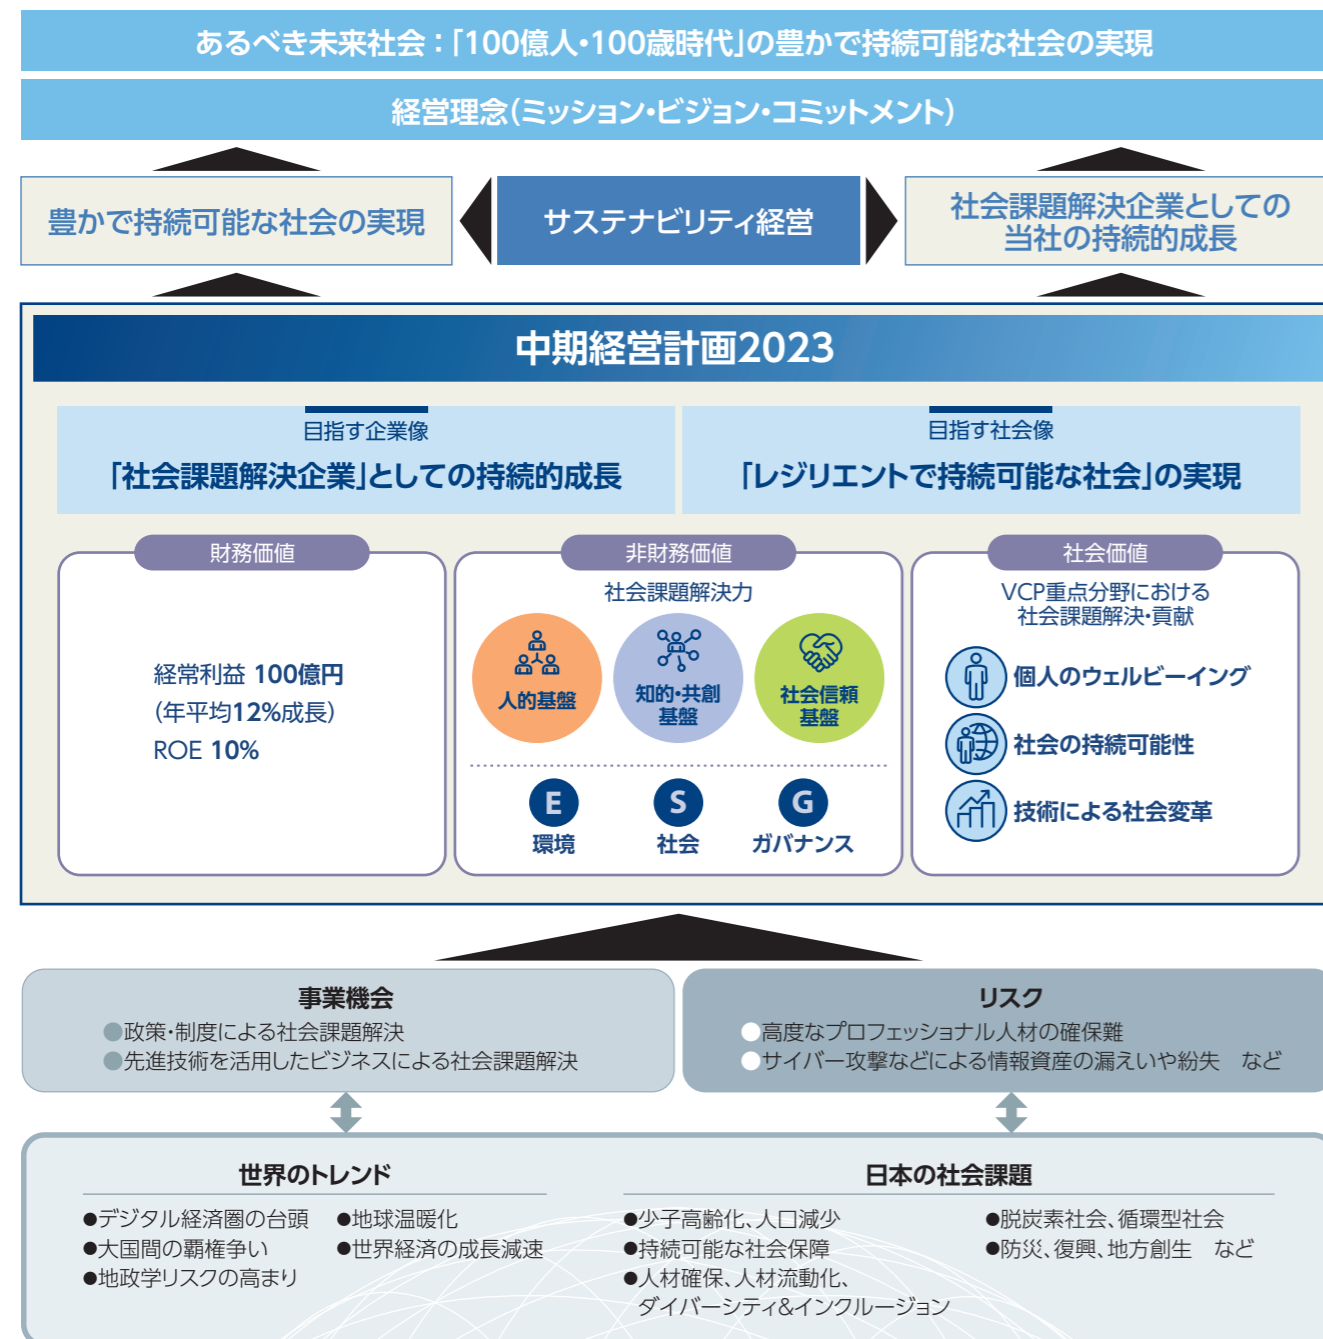 あるべき未来社会：「100億人・100歳時代」の豊かで持続可能な社会の実現
経営理念（ミッション・ビジョン・コミットメント）
豊かで持続可能な社会の実現
サステナビリティ経営
社会課題解決企業としての
当社の持続的成長
中期経営計画2023
目指す企業像
「社会課題解決企業」としての持続的成長
目指す社会像
「レジリエントで持続可能な社会」の実現
財務価値
経常利益 100億円
（年平均12%成長）
ROE 10%
非財務価値
社会課題解決力
人的基盤
知的・共創
基盤
社会信頼
基盤
E
環境
S
社会
G
ガバナンス
社会価値
VCP重点分野における
社会課題解決・貢献
個人のウェルビーイング
社会の持続可能性
技術による社会変革
事業機会
●政策・制度による社会課題解決
●先進技術を活用したビジネスによる社会課題解決
リスク
●高度なプロフェッショナル人材の確保難
●サイバー攻撃などによる情報資産の漏えいや紛失　など
世界のトレンド
●デジタル経済圏の台頭
●大国間の覇権争い
●地政学リスクの高まり
●地球温暖化
●世界経済の成長減速
日本の社会課題
●少子高齢化、人口減少
●持続可能な社会保障
●人材確保、人材流動化、
ダイバーシティ&インクルージョン
●脱炭素社会、循環型社会
●防災、復興、地方創生　など